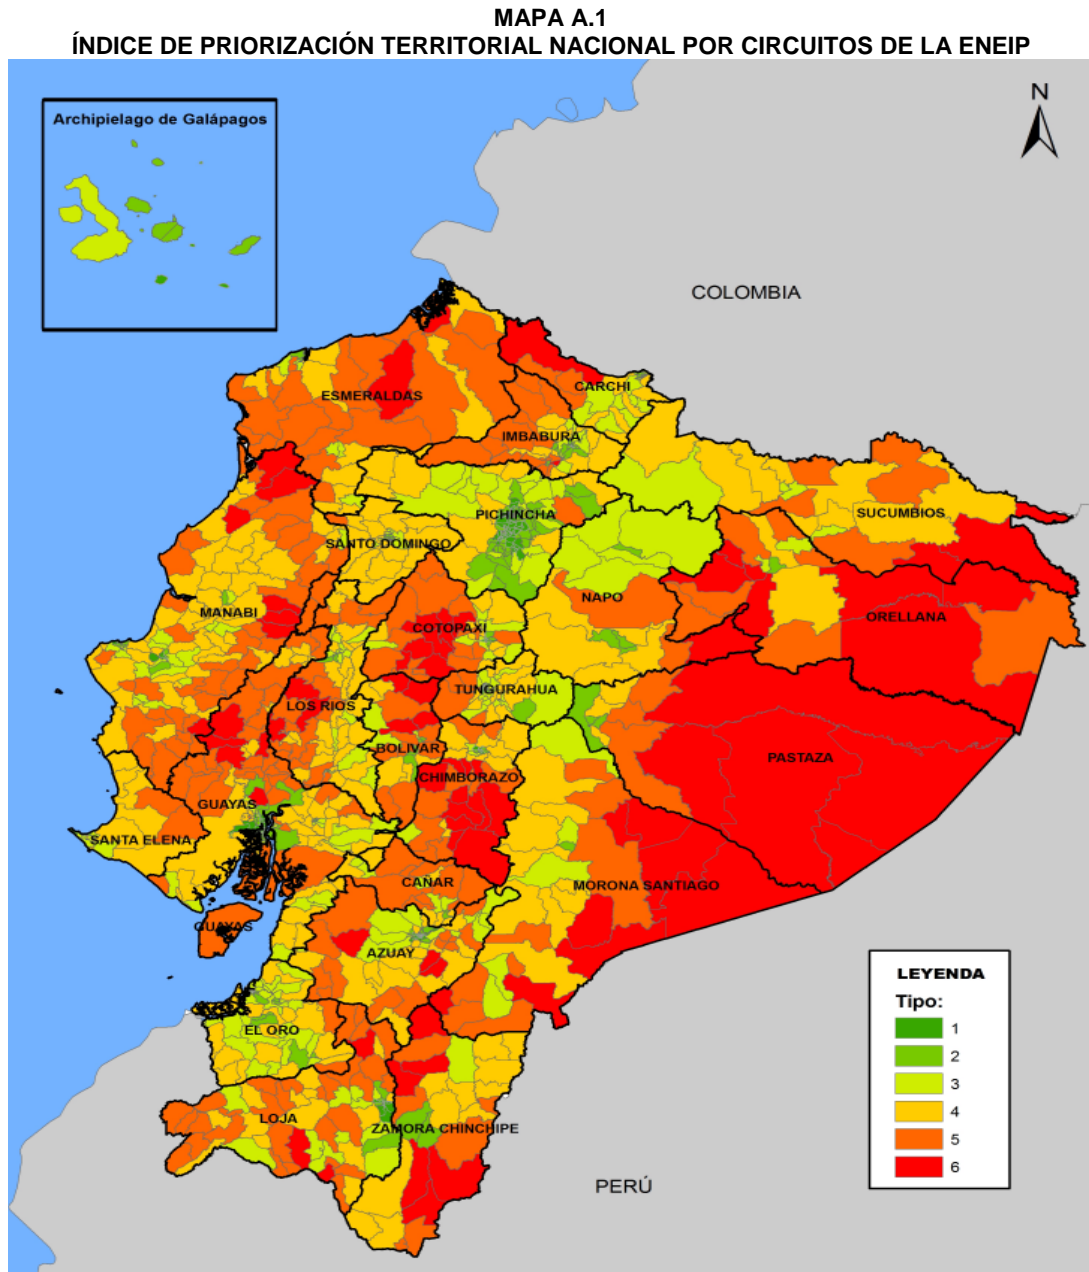 MAPA A.1
ÍNDICE DE PRIORIZACIÓN TERRITORIAL NACIONAL POR CIRCUITOS DE LA ENEIP
Archipielago de Galápagos
N
COLOMBIA
ESMERALDAS
CARCHI
IMBABURA
PICHINCHA
SUCUMBIOS
SANTO DOMINGO
NAPO
MANABI
ORELLANA
COTOPAXI
TUNGURAHUA
LOS RIOS
BOLIVAR
PASTAZA
CHIMBORAZO
GUAYAS
SANTA ELENA
CAÑAR
MORONA SANTIAGO
GUAYAS
AZUAY
EL ORO
LOJA
ZAMORA CHINCHIPE
PERÚ
LEYENDA
Tipo:
1
2
3
4
5
6